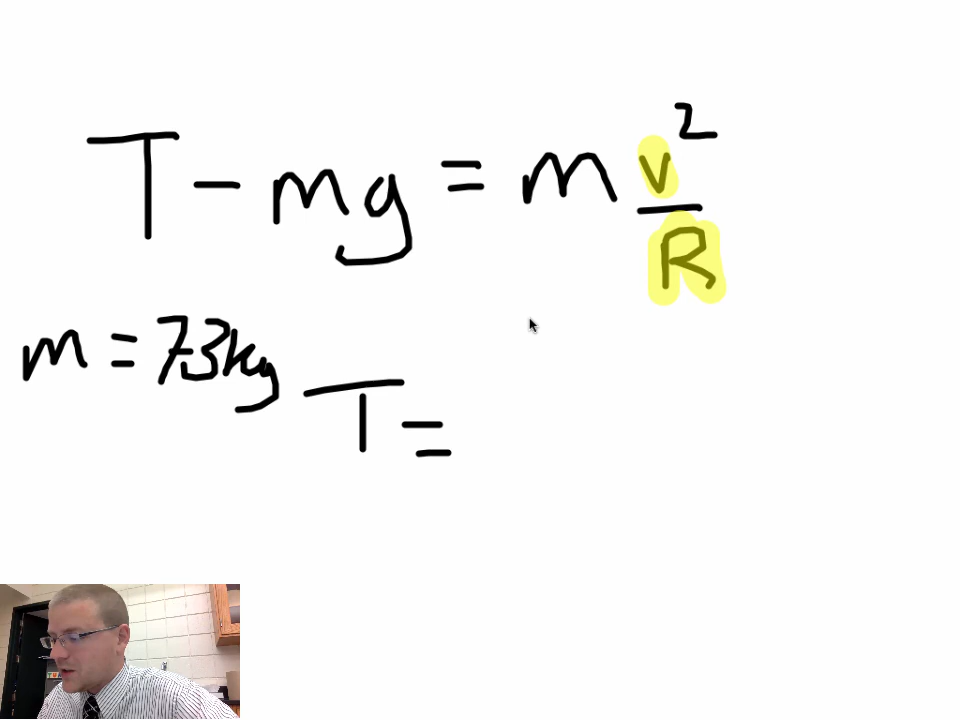 T - mg = m v²/R
m = 73kg
T =